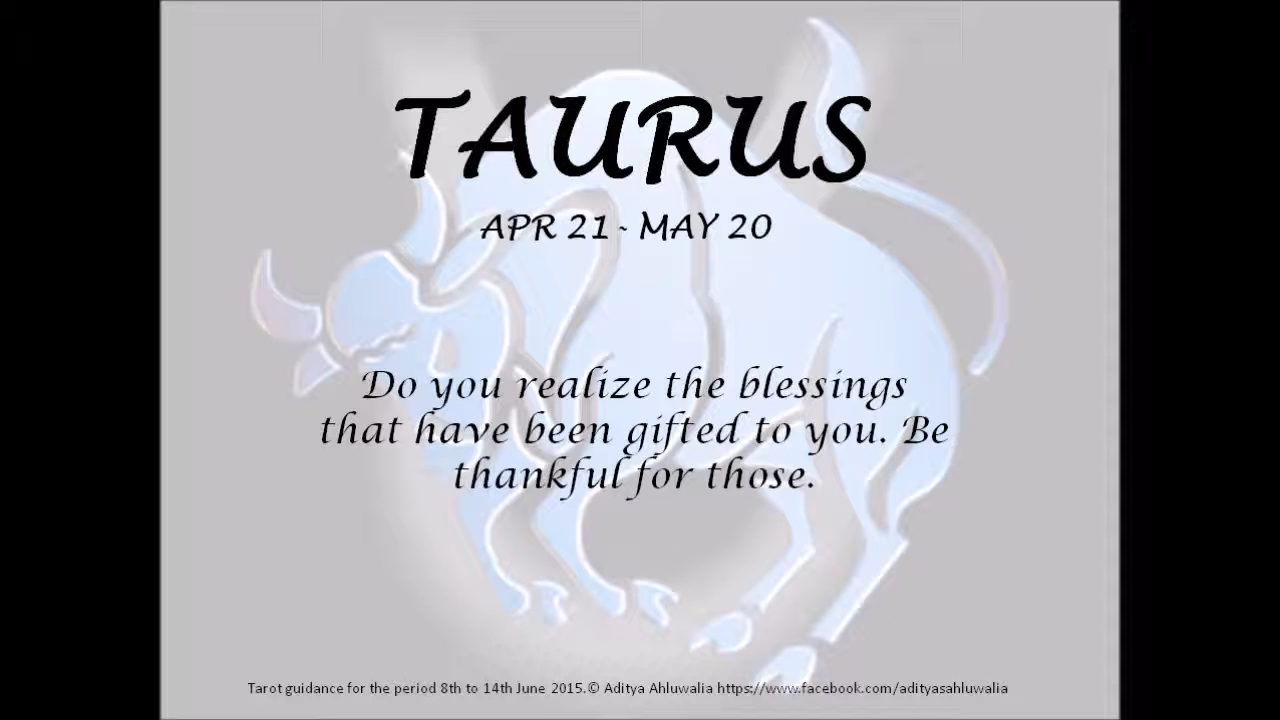 TAURUS
APR 21 - MAY 20
Do you realize the blessings
that have been gifted to you. Be
thankful for those.
Tarot guidance for the period 8th to 14th June 2015.© Aditya Ahluwalia https://www.facebook.com/adityasahluwalia